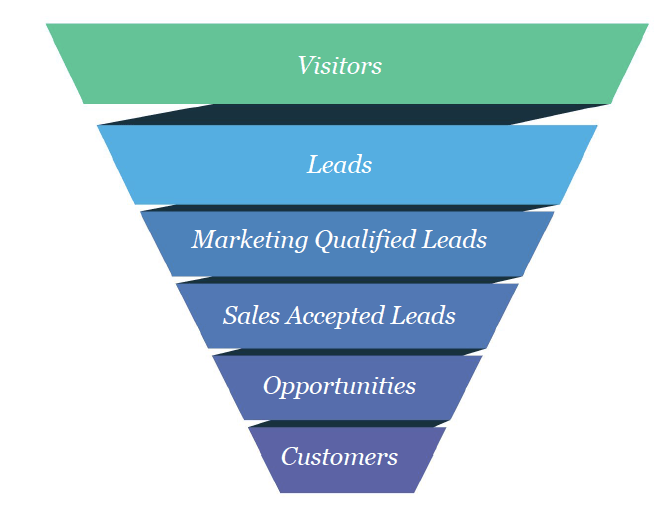 Visitors
Leads
Marketing Qualified Leads
Sales Accepted Leads
Opportunities
Customers